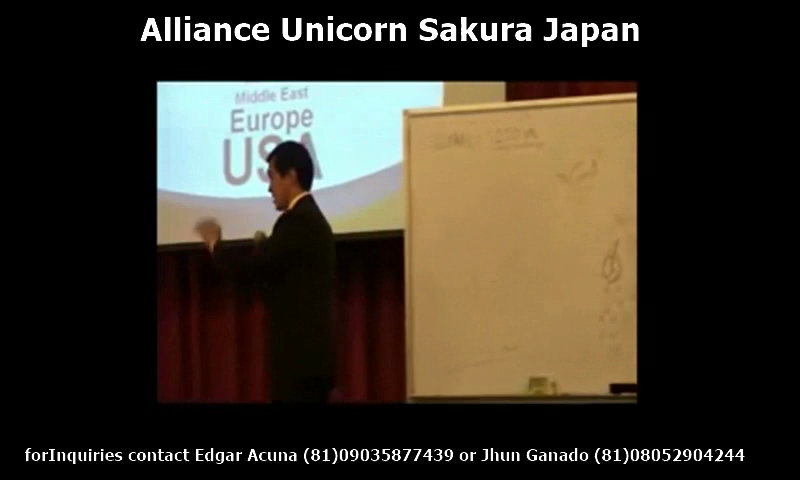 Alliance Unicorn Sakura Japan
Middle East
Europe
USA
forInquiries contact Edgar Acuna (81)09035877439 or Jhun Ganado (81)08052904244